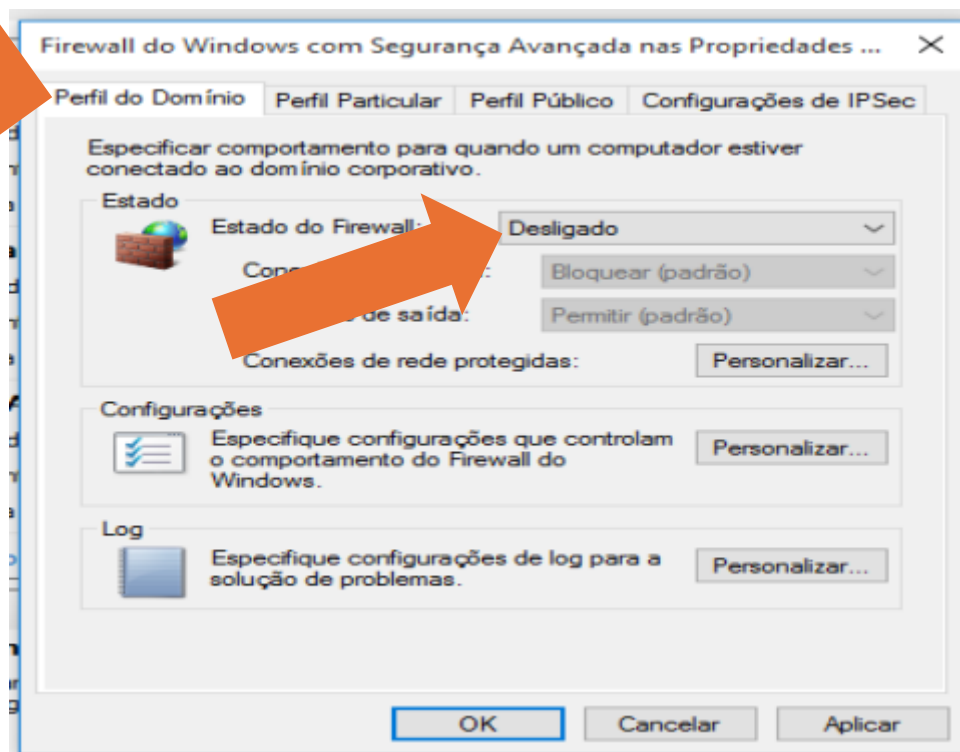 Firewall do Windows com Segurança Avançada nas Propriedades ...
Perfil do Domínio Perfil Particular Perfil Público Configurações de IPSec
Especificar comportamento para quando um computador estiver
conectado ao domínio corporativo.
Estado
Estado do Firewall: Desligado
Bloquear (padrão)
de saída: Permitir (padrão)
Conexões de rede protegidas: Personalizar...
Configurações
Especifique configurações que controlam
o comportamento do Firewall do
Windows.
Personalizar...
Log
Especifique configurações de log para a
solução de problemas.
Personalizar...
OK Cancelar Aplicar